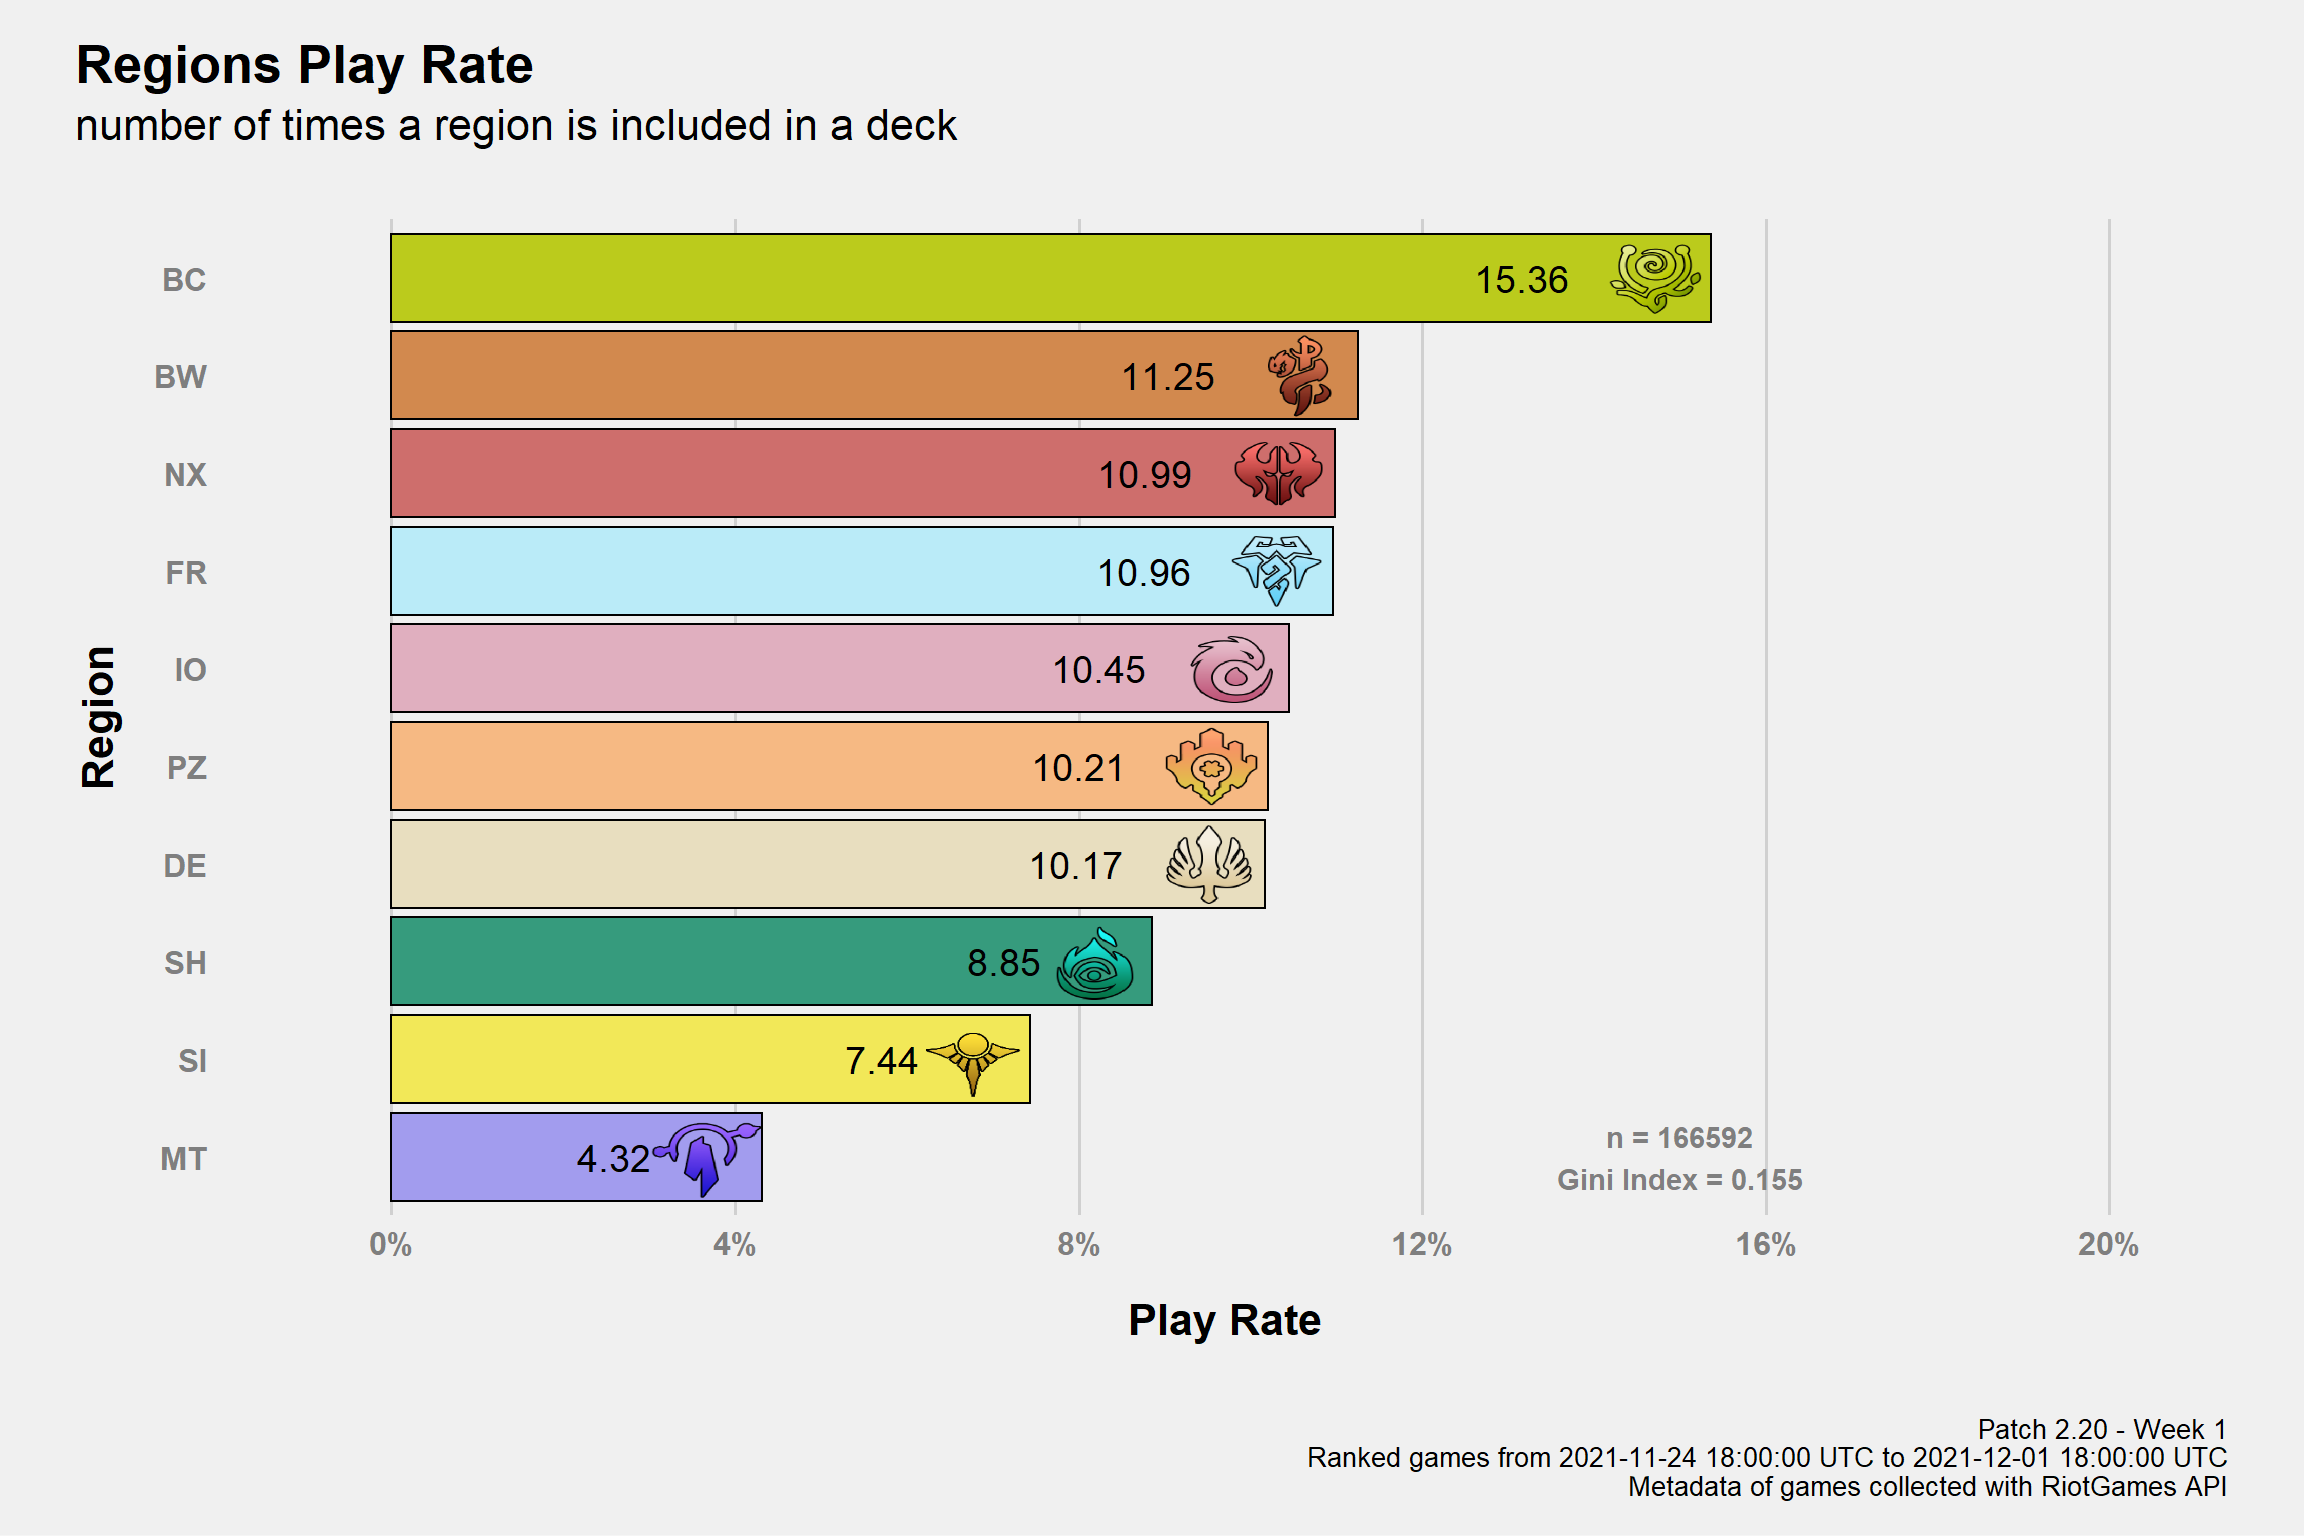 Regions Play Rate
number of times a region is included in a deck
BC 15.36
BW 11.25
NX 10.99
FR 10.96
IO 10.45
PZ 10.21
DE 10.17
SH 8.85
SI 7.44
MT 4.32
Region
n = 166592
Gini Index = 0.155
0% 4% 8% 12% 16% 20%
Play Rate
Patch 2.20 - Week 1
Ranked games from 2021-11-24 18:00:00 UTC to 2021-12-01 18:00:00 UTC
Metadata of games collected with RiotGames API